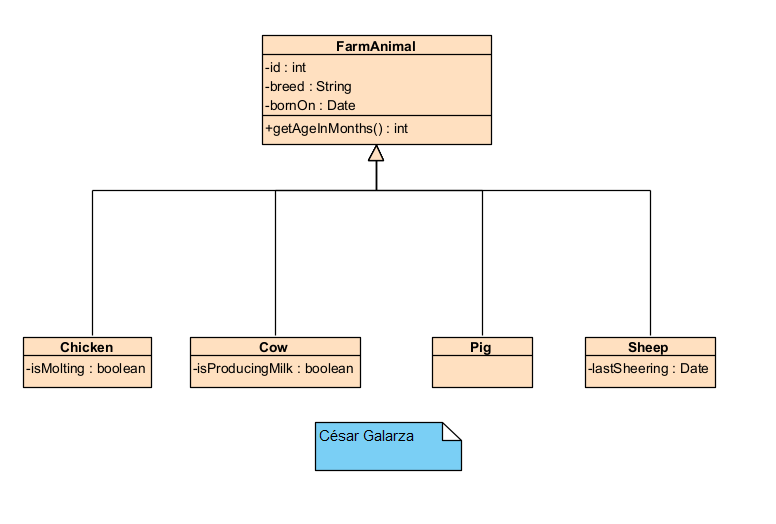 FarmAnimal
-id : int
-breed : String
-bornOn : Date
+getAgeInMonths() : int
Chicken
-isMolting : boolean
Cow
-isProducingMilk : boolean
Pig
Sheep
-lastSheering : Date
César Galarza